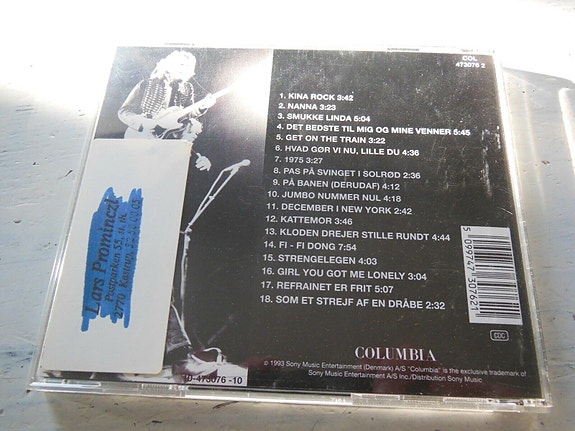 COL
473076 2
1. KINA ROCK 3:42
2. NANNA 3:23
3. SMUKKE LINDA 5:04
4. DET BEDSTE TIL MIG OG MINE VENNER 5:45
5. GET ON THE TRAIN 3:22
6. HVAD GØR VI NU, LILLE DU 4:36
7. 1975 3:27
8. PAS PÅ SVINGET I SOLRØD 2:36
9. PÅ BANEN (DERUDAF) 4:12
10. JUMBO NUMMER NUL 4:18
11. DECEMBER I NEW YORK 2:42
12. KATTEMOR 3:46
13. KLODEN DREJER STILLE RUNDT 4:44
14. FI - FI DONG 7:54
15. STRENGELEGEN 4:03
16. GIRL YOU GOT ME LONELY 3:04
17. REFRAINET ER FRIT 5:07
18. SOM ET STREJF AF EN DRÅBE 2:32
Lars Prominczl
2770 Kastrup
5 099747 307621
CDC
COLUMBIA
© 1993 Sony Music Entertainment (Denmark) A/S "Columbia" is the exclusive trademark of
Sony Music Entertainment A/S Inc./Distribution Sony Music
-473076 -10